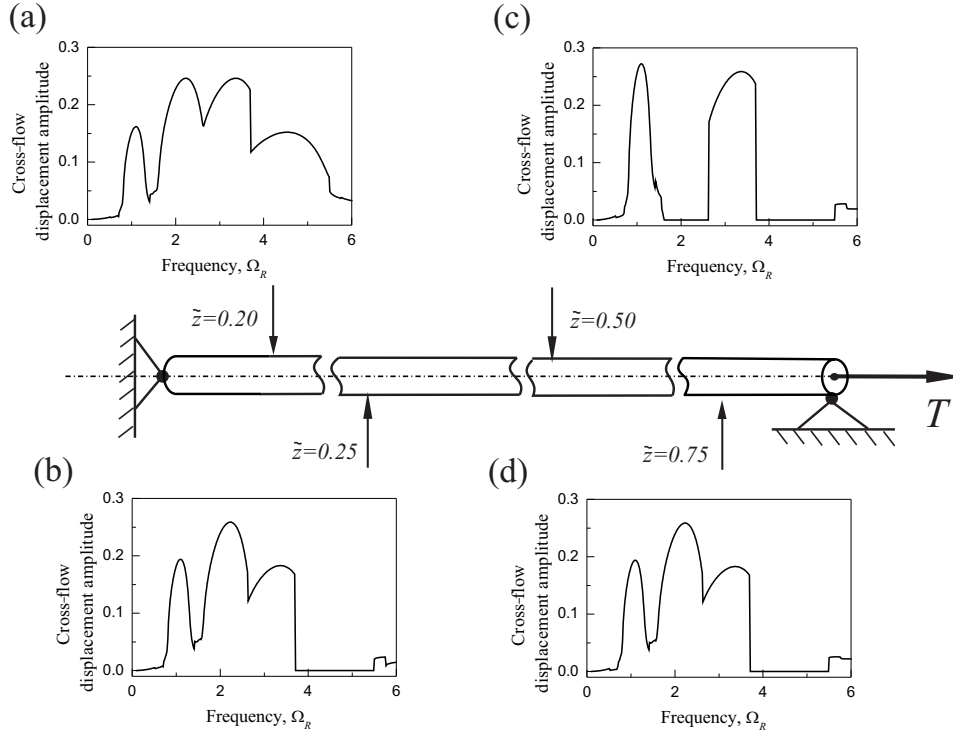 (a)
(c)
0.3
0.2
0.1
0.0
Cross-flow
displacement amplitude
0 2 4 6
Frequency, Ω_R
0.3
0.2
0.1
0.0
Cross-flow
displacement amplitude
0 2 4 6
Frequency, Ω_R
z̃=0.20
z̃=0.50
T
z̃=0.25
z̃=0.75
(b)
(d)
0.3
0.2
0.1
0.0
Cross-flow
displacement amplitude
0 2 4 6
Frequency, Ω_R
0.3
0.2
0.1
0.0
Cross-flow
displacement amplitude
0 2 4 6
Frequency, Ω_R